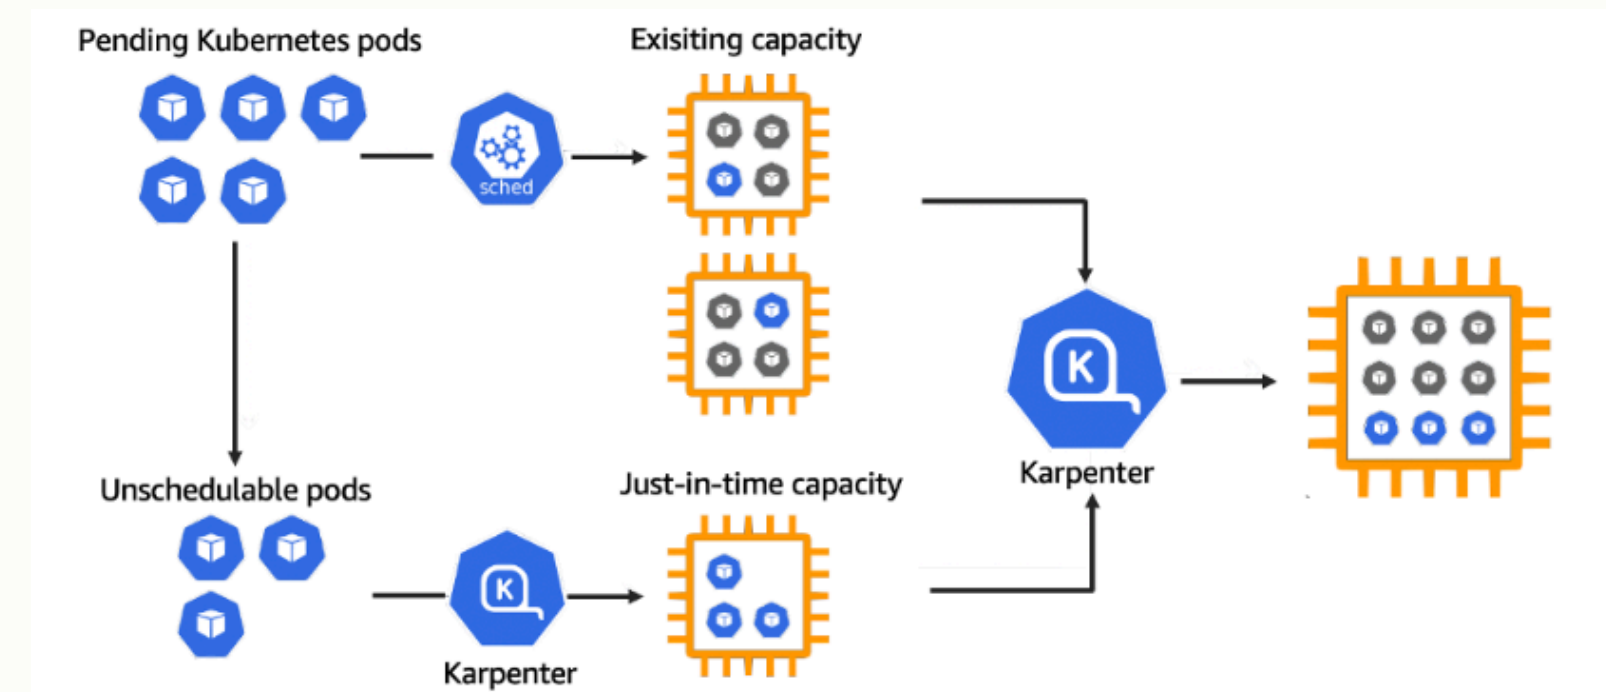 Pending Kubernetes pods
Exisiting capacity
sched
K
Karpenter
Unschedulable pods
Just-in-time capacity
K
Karpenter